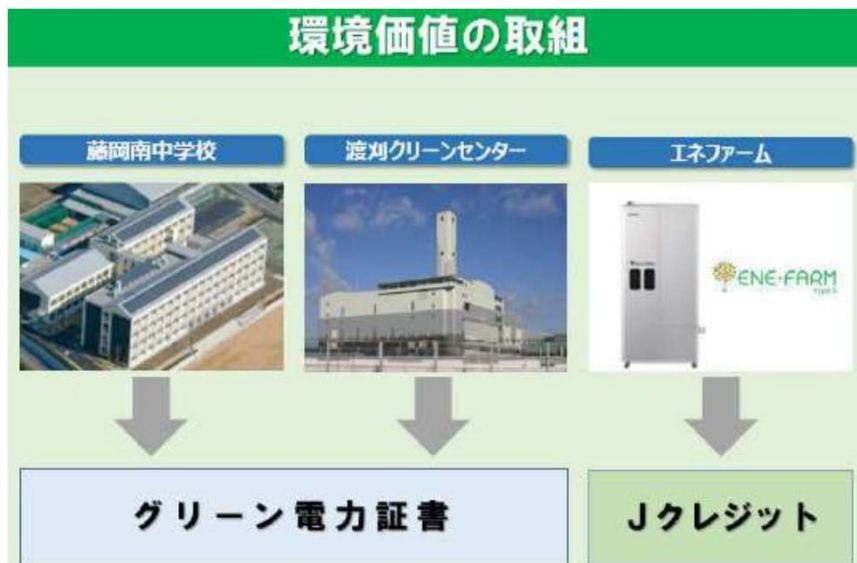 環境価値の取組
藤岡南中学校
渡刈クリーンセンター
エネファーム
ENE·FARM
グリーン電力証書
Jクレジット